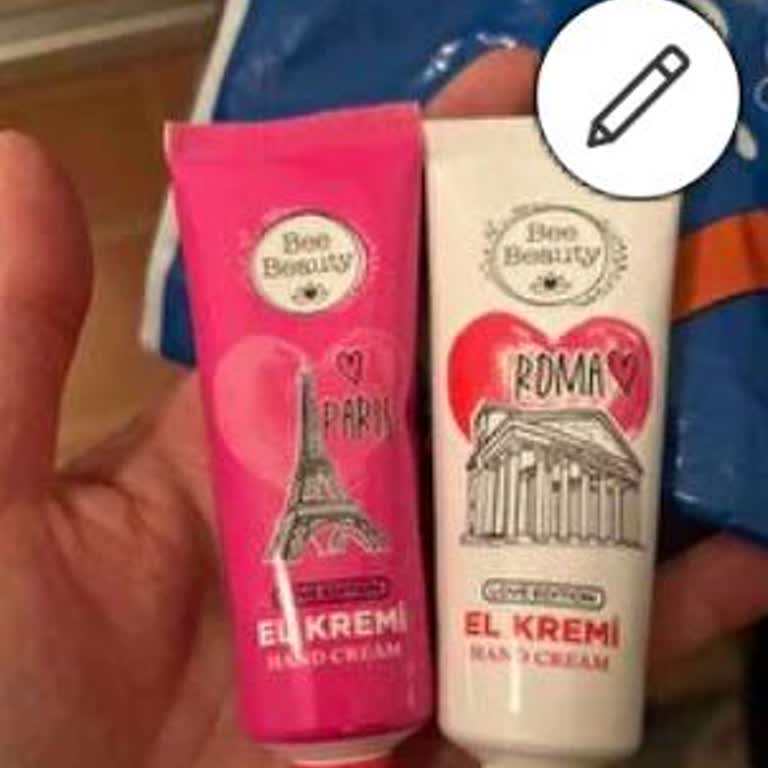 Bee
Beauty
PARIS
LOVE EDITION
EL KREMİ
HAND CREAM
Bee
Beauty
ROMA
LOVE EDITION
EL KREMİ
HAND CREAM